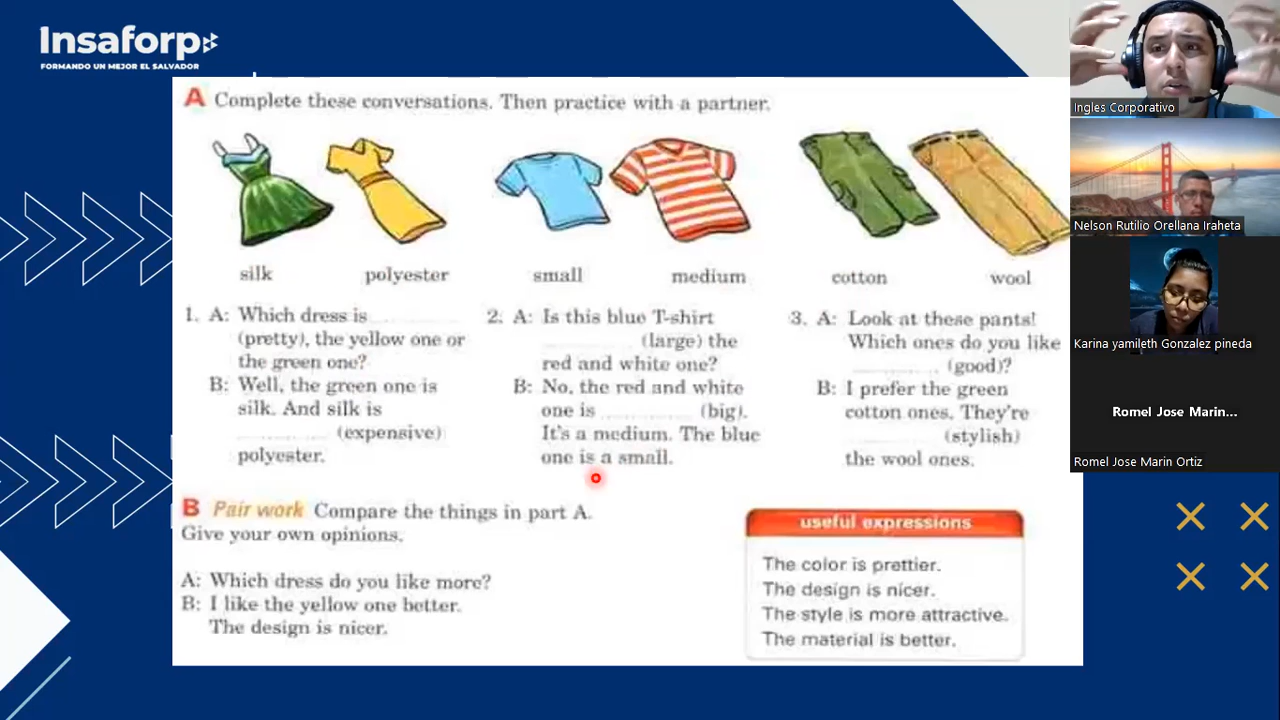 Insaforp
FORMANDO UN MEJOR EL SALVADOR
A Complete these conversations. Then practice with a partner.
silk polyester small medium cotton wool
1. A: Which dress is
(pretty), the yellow one or
the green one?
B: Well, the green one is
silk. And silk is
(expensive)
polyester.
2. A: Is this blue T-shirt
(large) the
red and white one?
B: No, the red and white
one is (big).
It's a medium. The blue
one is a small.
3. A: Look at these pants!
Which ones do you like
(good)?
B: I prefer the green
cotton ones. They're
(stylish)
the wool ones.
B Pair work Compare the things in part A.
Give your own opinions.
A: Which dress do you like more?
B: I like the yellow one better.
The design is nicer.
useful expressions
The color is prettier.
The design is nicer.
The style is more attractive.
The material is better.
Ingles Corporativo
Nelson Rutilio Orellana Iraheta
Karina yamileth Gonzalez pineda
Romel Jose Marin...
Romel Jose Marin Ortiz